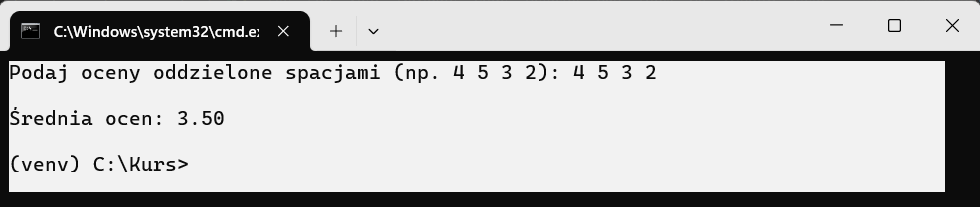 C:\Windows\system32\cmd.e
Podaj oceny oddzielone spacjami (np. 4 5 3 2): 4 5 3 2
Średnia ocen: 3.50
(venv) C:\Kurs>